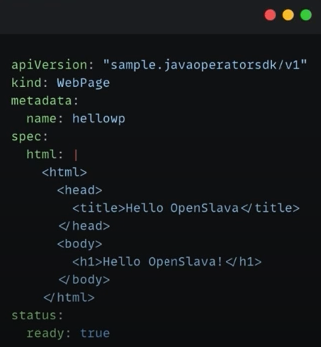 apiVersion: "sample.javaoperatorsdk/v1"
kind: WebPage
metadata:
  name: hellowp
spec:
  html: |
    <html>
      <head>
        <title>Hello OpenSlava</title>
      </head>
      <body>
        <h1>Hello OpenSlava!</h1>
      </body>
    </html>
status:
  ready: true